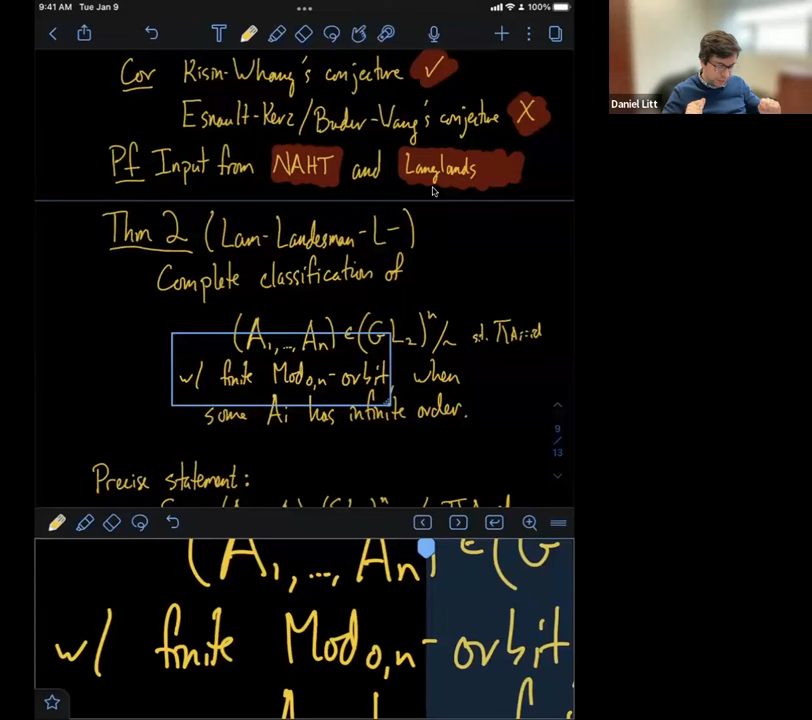 9:41 AM Tue Jan 9
100%
Daniel Litt
Cor Kisin-Whang's conjecture ✓
Esnault-Kerz/Budur-Wang's conjecture X
Pf Input from NAHT and Langlands
Thm 2 (Lam-Landesman-L-)
Complete classification of
(A1,..., An) ∈ (GL2)^n/~ s.t. ΠAi=id
w/ finite Mod0,n-orbit when
some Ai has infinite order.
9
13
Precise statement:
(A1,..., An) ∈ (G
w/ finite Mod0,n-orbit